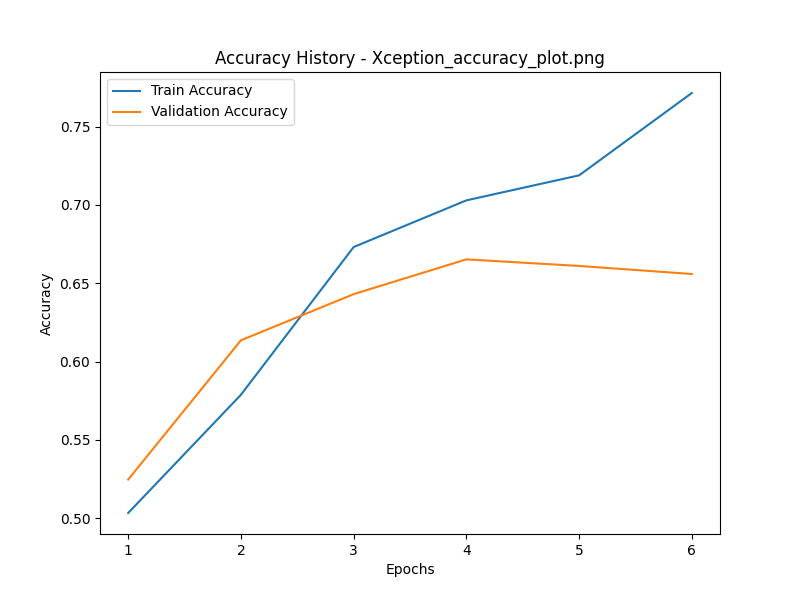 Accuracy History - Xception_accuracy_plot.png
Train Accuracy
Validation Accuracy
0.75
0.70
0.65
0.60
0.55
0.50
Accuracy
1 2 3 4 5 6
Epochs